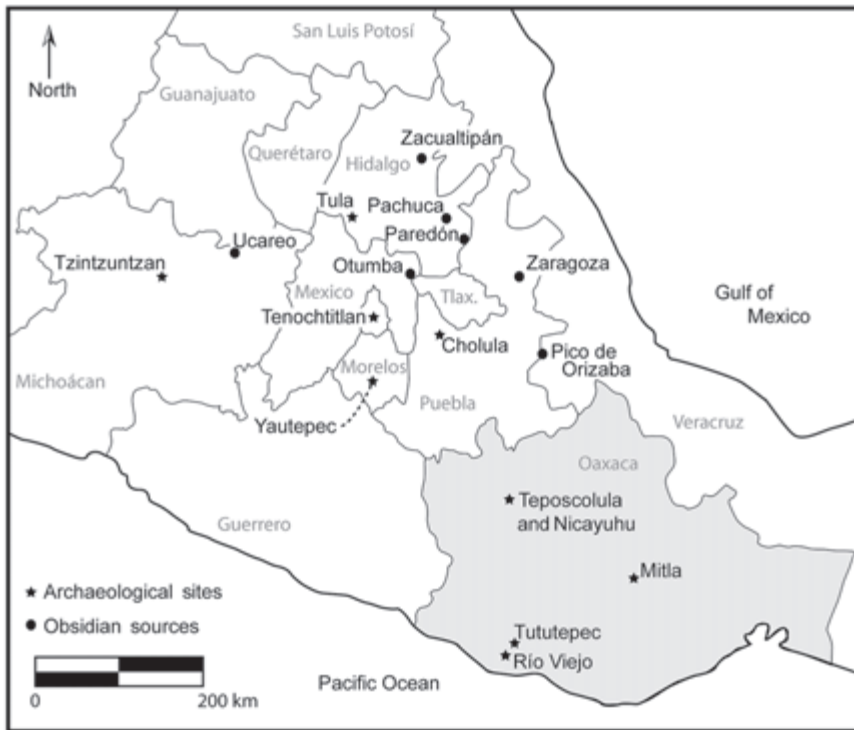 San Luis Potosí
North
Guanajuato
Zacualtipán
Querétaro
Hidalgo
Tula
Pachuca
Ucareo
Paredón
Tzintzuntzan
Otumba
Zaragoza
Mexico
Tlax.
Gulf of
Mexico
Tenochtitlan
Cholula
Pico de
Orizaba
Michoácan
Morelos
Puebla
Veracruz
Yautepec
Oaxaca
Teposcolula
and Nicayuhu
Guerrero
Mitla
Archaeological sites
Obsidian sources
Tututepec
Río Viejo
Pacific Ocean
0 200 km